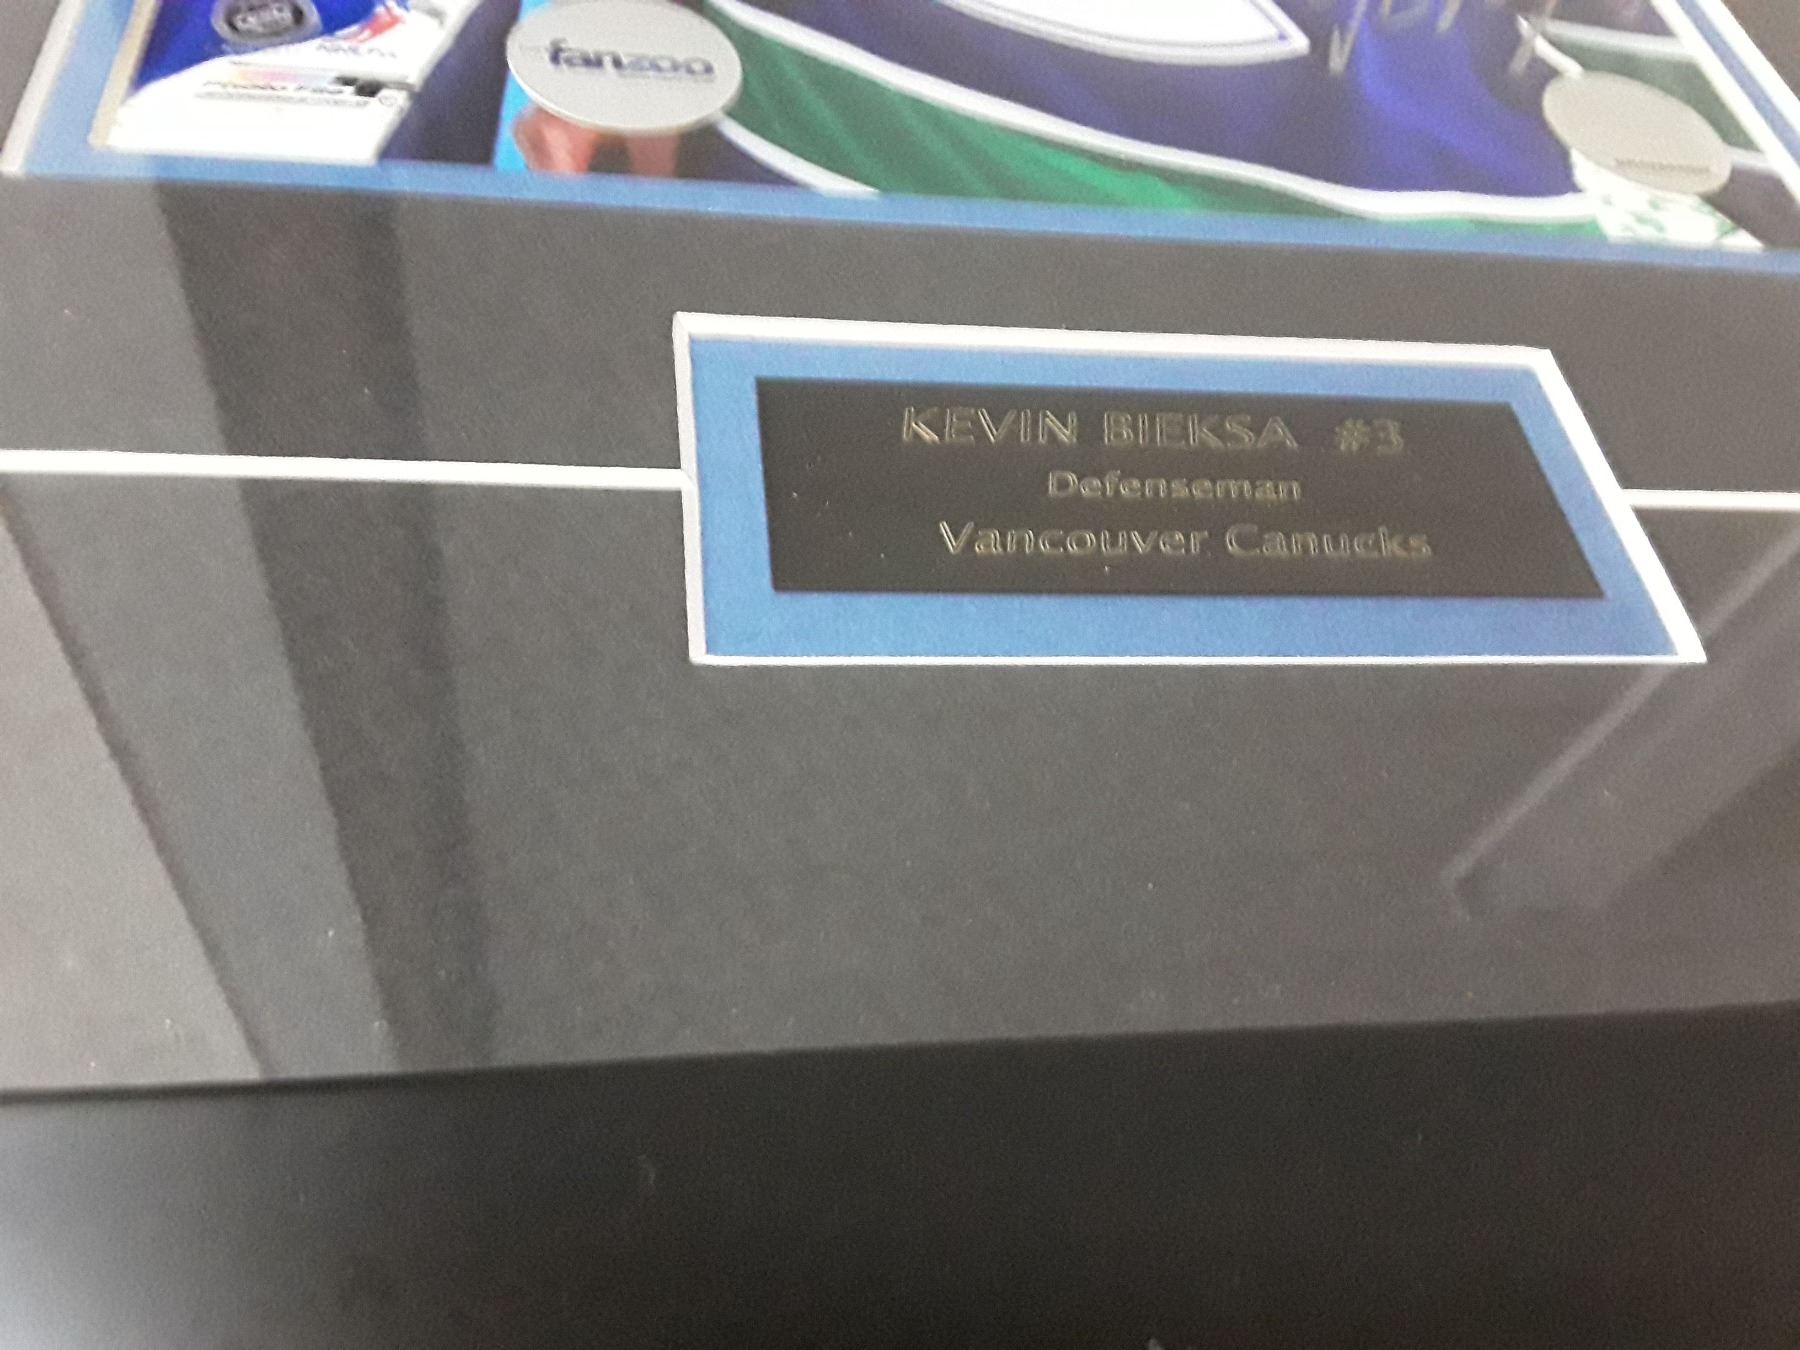 fanzoo
KEVIN BIEKSA #3
Defenseman
Vancouver Canucks